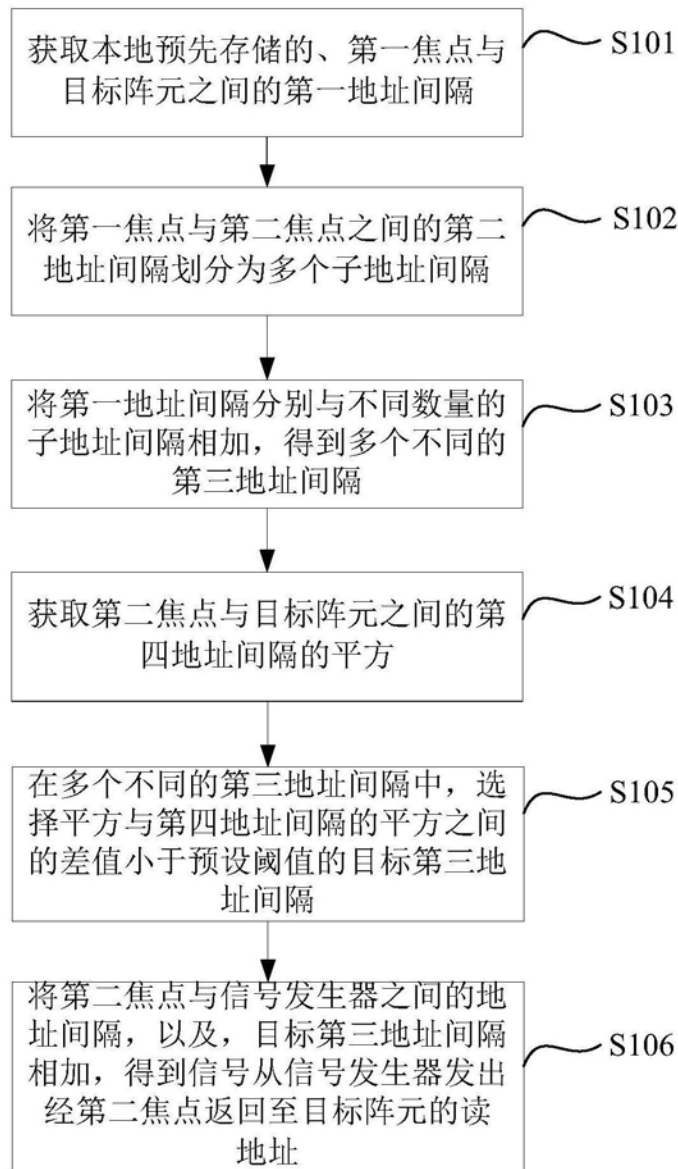 获取本地预先存储的、第一焦点与
目标阵元之间的第一地址间隔
S101
将第一焦点与第二焦点之间的第二
地址间隔划分为多个子地址间隔
S102
将第一地址间隔分别与不同数量的
子地址间隔相加，得到多个不同的
第三地址间隔
S103
获取第二焦点与目标阵元之间的第
四地址间隔的平方
S104
在多个不同的第三地址间隔中，选
择平方与第四地址间隔的平方之间
的差值小于预设阈值的目标第三地
址间隔
S105
将第二焦点与信号发生器之间的地
址间隔，以及，目标第三地址间隔
相加，得到信号从信号发生器发出
经第二焦点返回至目标阵元的读
地址
S106